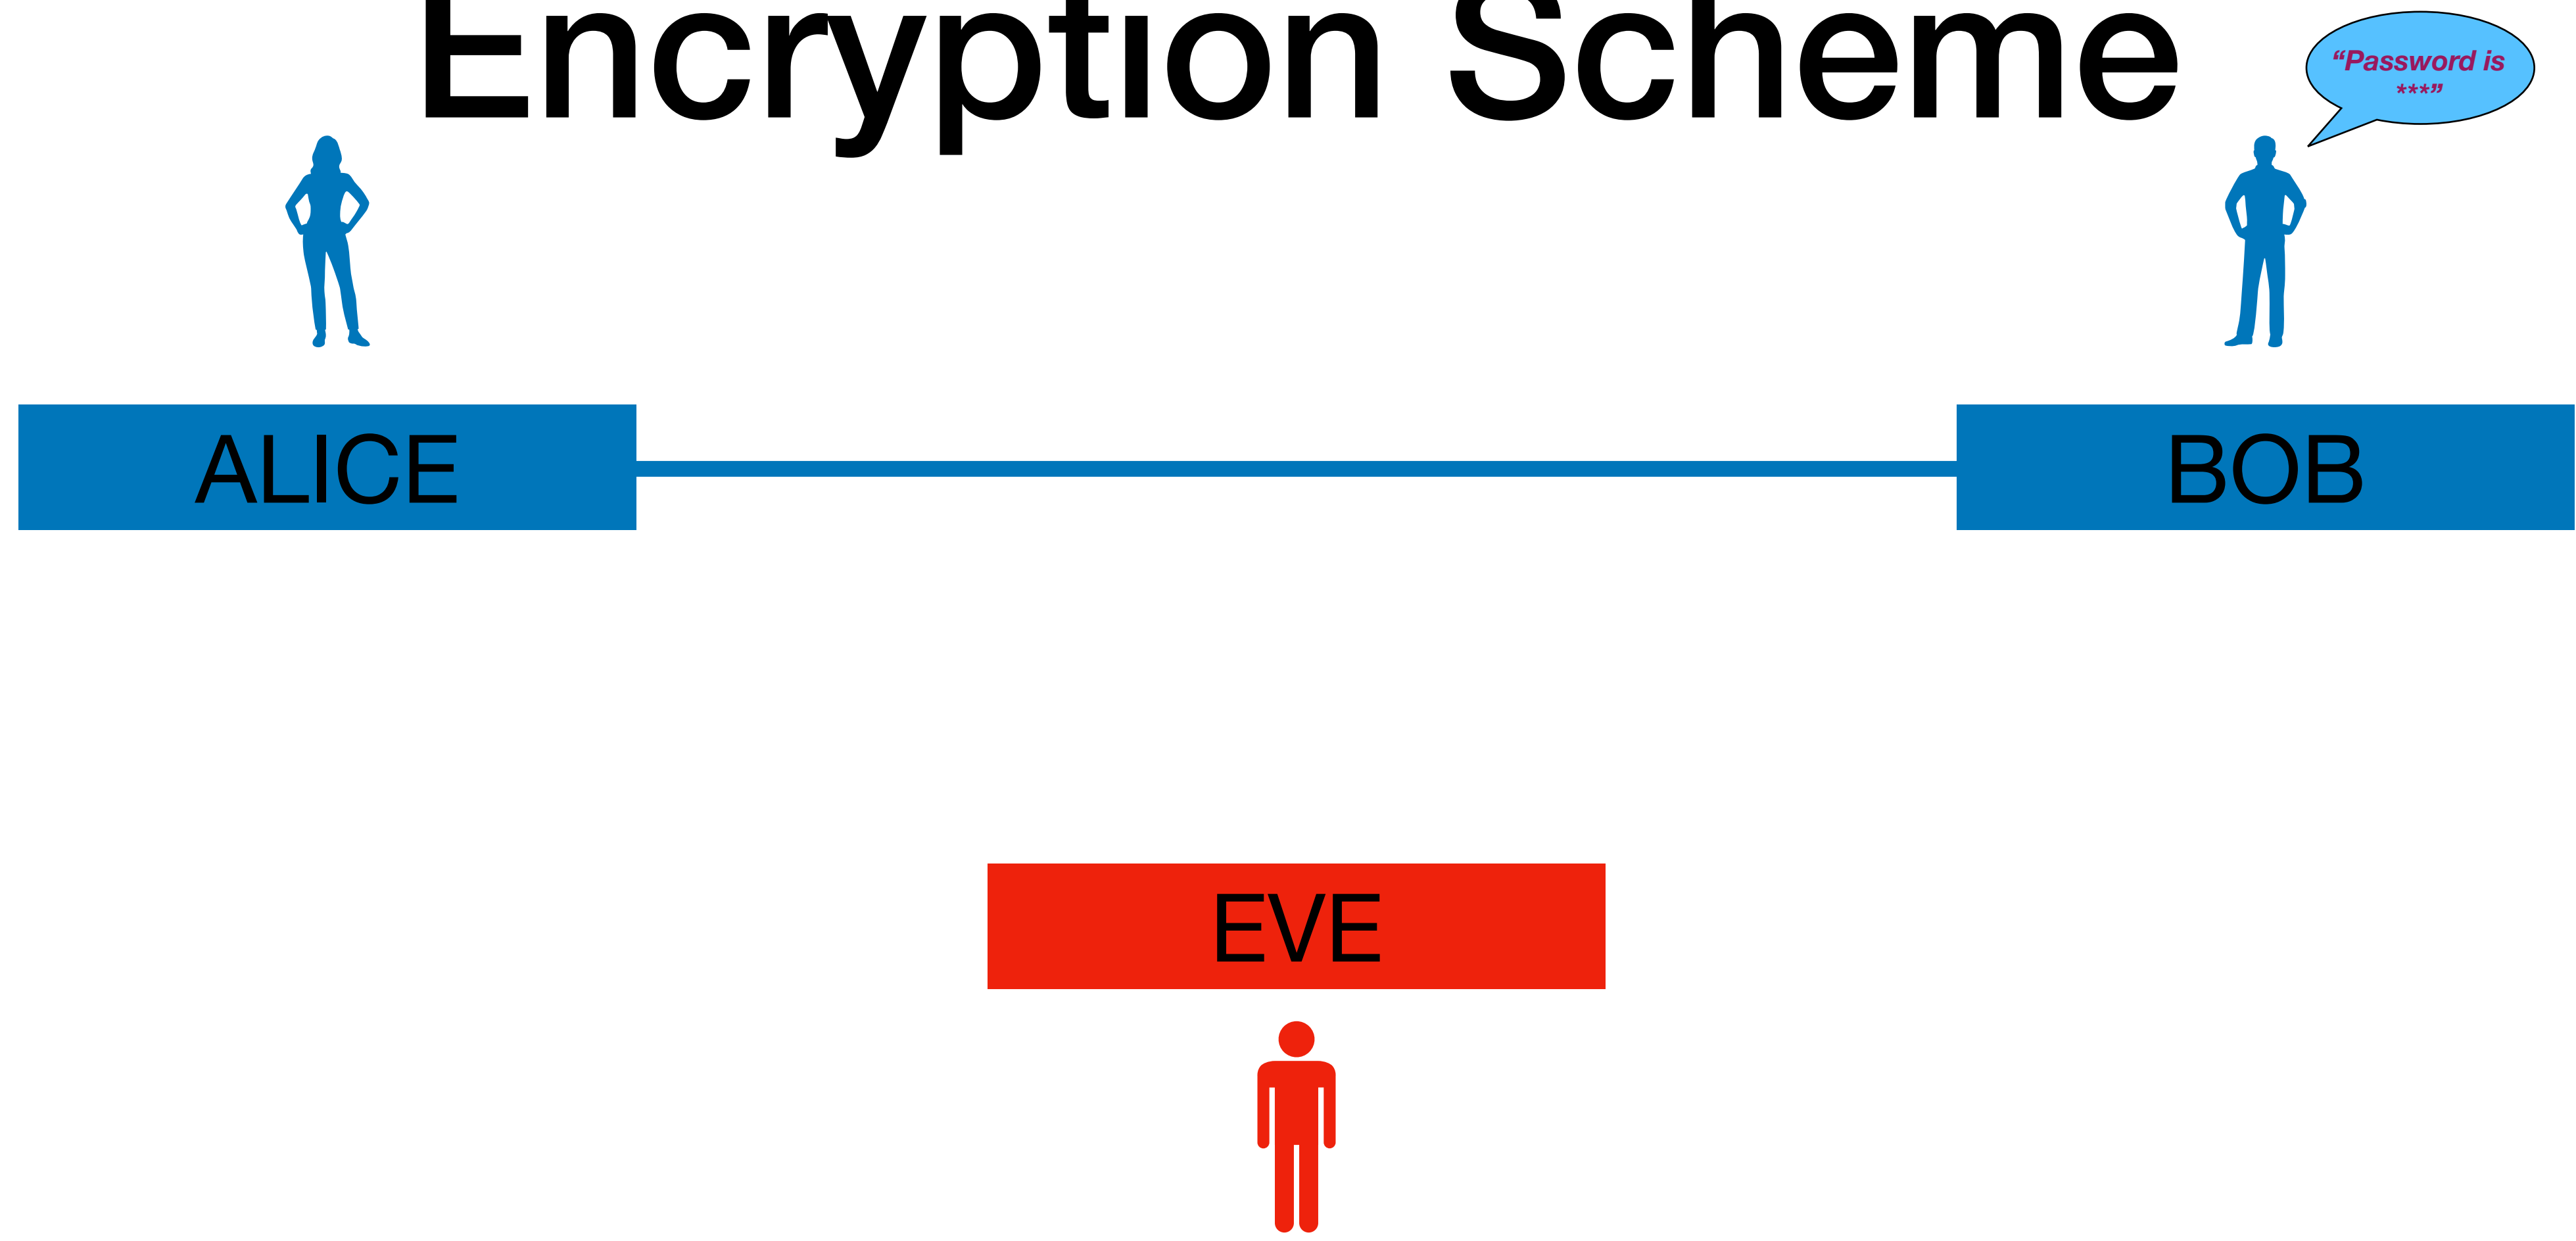 Encryption Scheme
“Password is
***”
ALICE
BOB
EVE